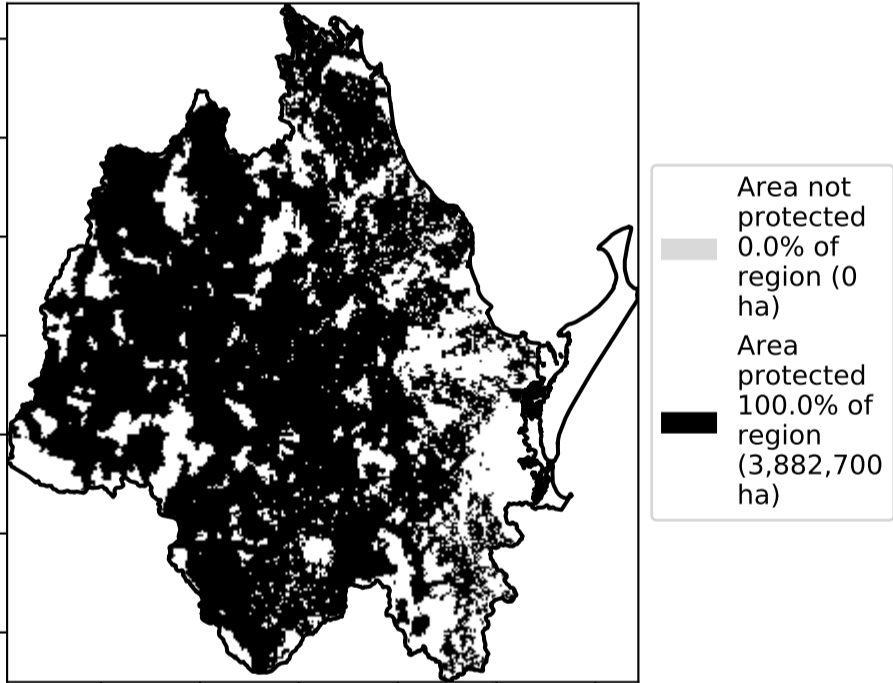 Area not
protected
0.0% of
region (0
ha)
Area
protected
100.0% of
region
(3,882,700
ha)